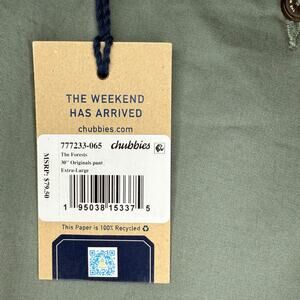 THE WEEKEND
HAS ARRIVED
chubbies.com
777233-065 chubbies
The Forests
30" Originals pant
Extra-Large
MSRP: $79.50
1 95038 15337 5
This Paper is 100% Recycled